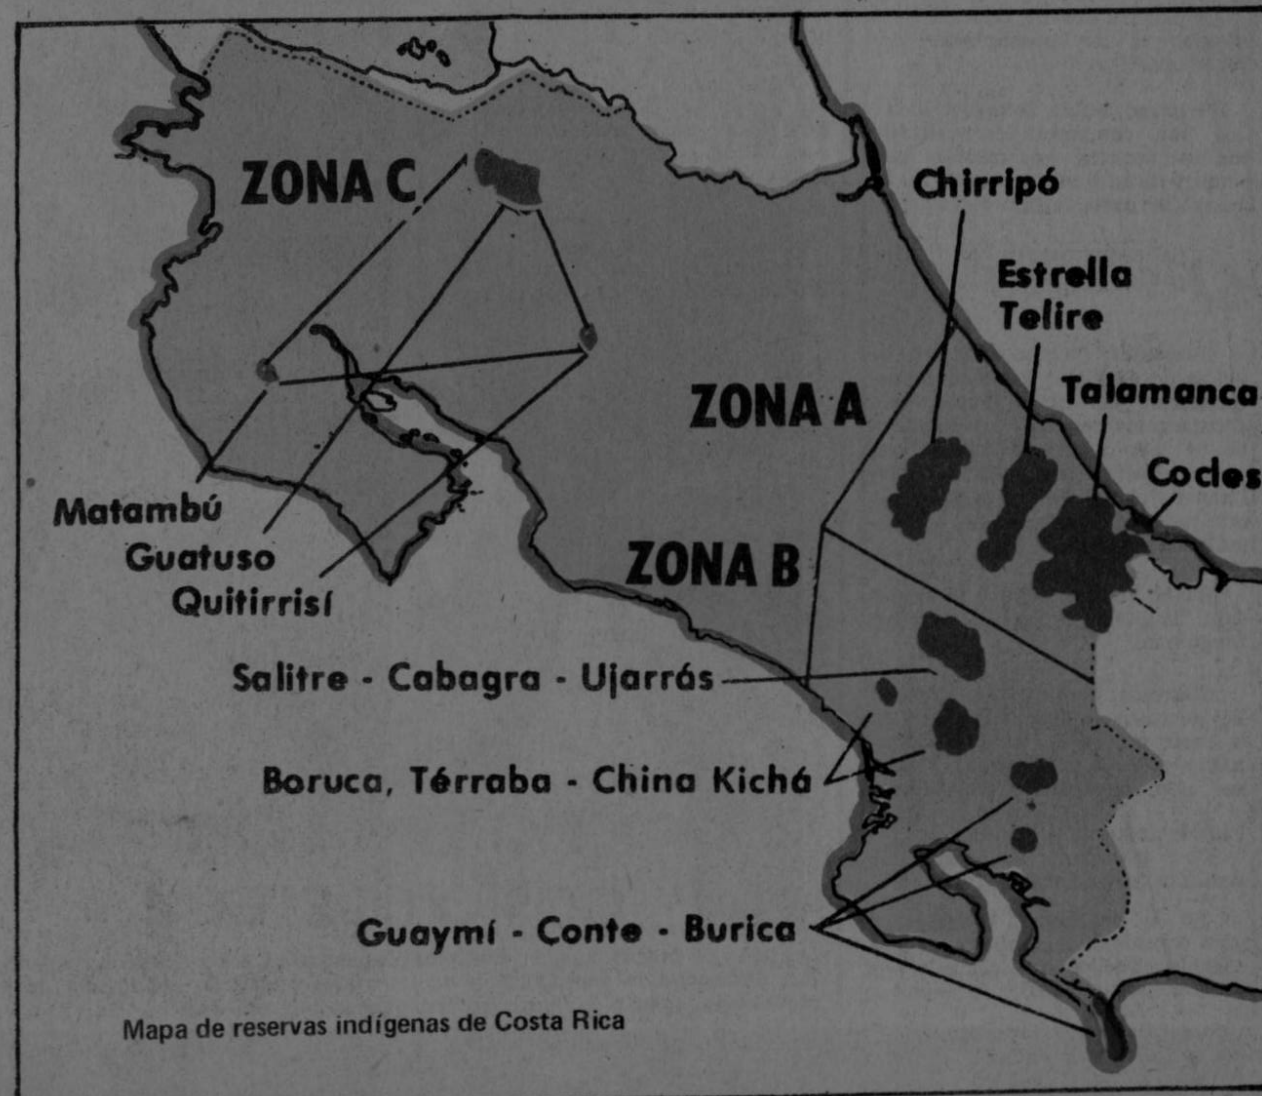 ZONA C
Chirripó
Estrella
Telire
Talamanca
ZONA A
Cocles
Matambú
Guatuso
Quitirrisí
ZONA B
Salitre - Cabagra - Ujarrás
Boruca, Térraba - China Kichá
Guaymí - Conte - Burica
Mapa de reservas indígenas de Costa Rica